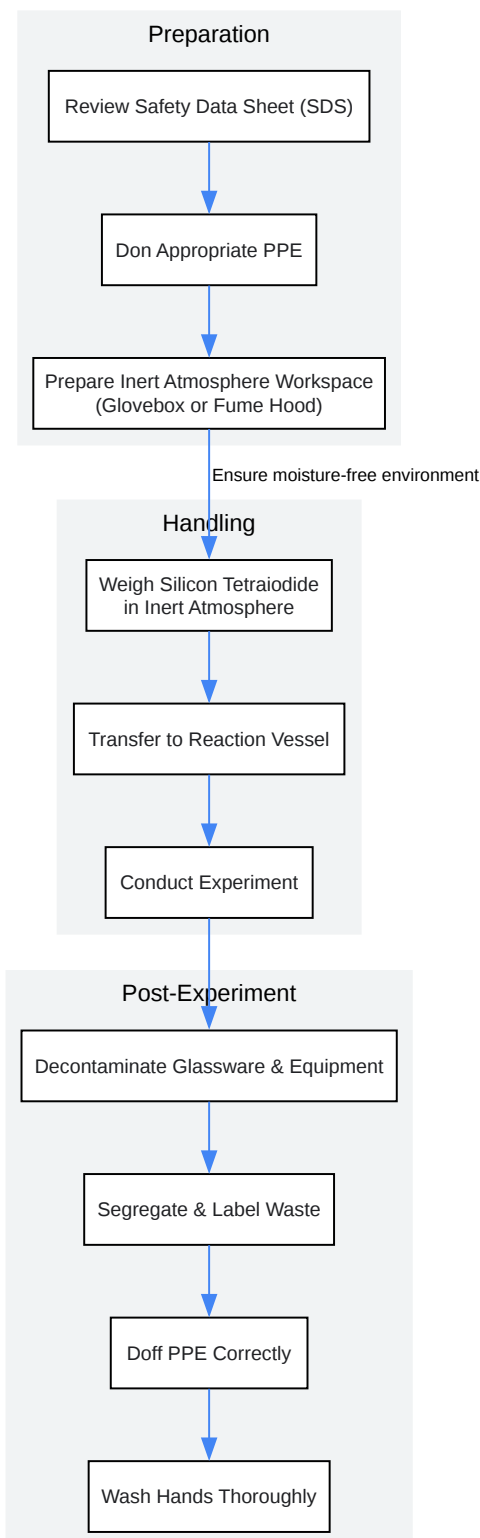 Preparation
Review Safety Data Sheet (SDS)
Don Appropriate PPE
Prepare Inert Atmosphere Workspace
(Glovebox or Fume Hood)
Ensure moisture-free environment
Handling
Weigh Silicon Tetraiodide
in Inert Atmosphere
Transfer to Reaction Vessel
Conduct Experiment
Post-Experiment
Decontaminate Glassware & Equipment
Segregate & Label Waste
Doff PPE Correctly
Wash Hands Thoroughly